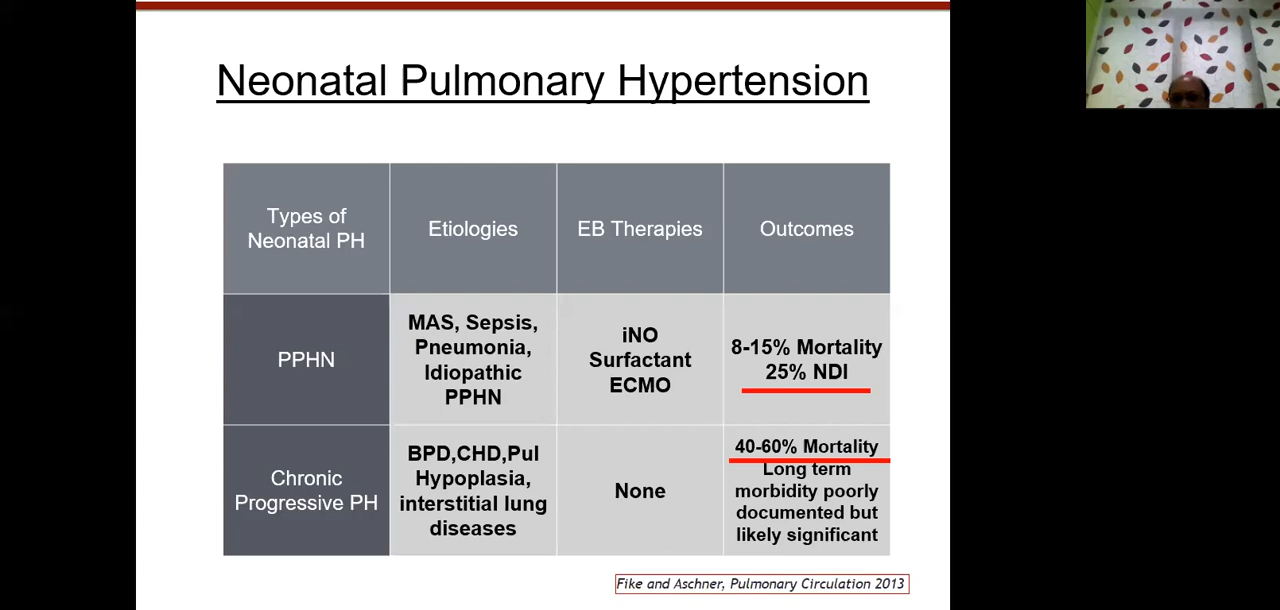 Neonatal Pulmonary Hypertension
Types of
Neonatal PH
Etiologies
EB Therapies
Outcomes
PPHN
MAS, Sepsis,
Pneumonia,
Idiopathic
PPHN
iNO
Surfactant
ECMO
8-15% Mortality
25% NDI
Chronic
Progressive PH
BPD,CHD,Pul
Hypoplasia,
interstitial lung
diseases
None
40-60% Mortality
Long term
morbidity poorly
documented but
likely significant
Fike and Aschner, Pulmonary Circulation 2013